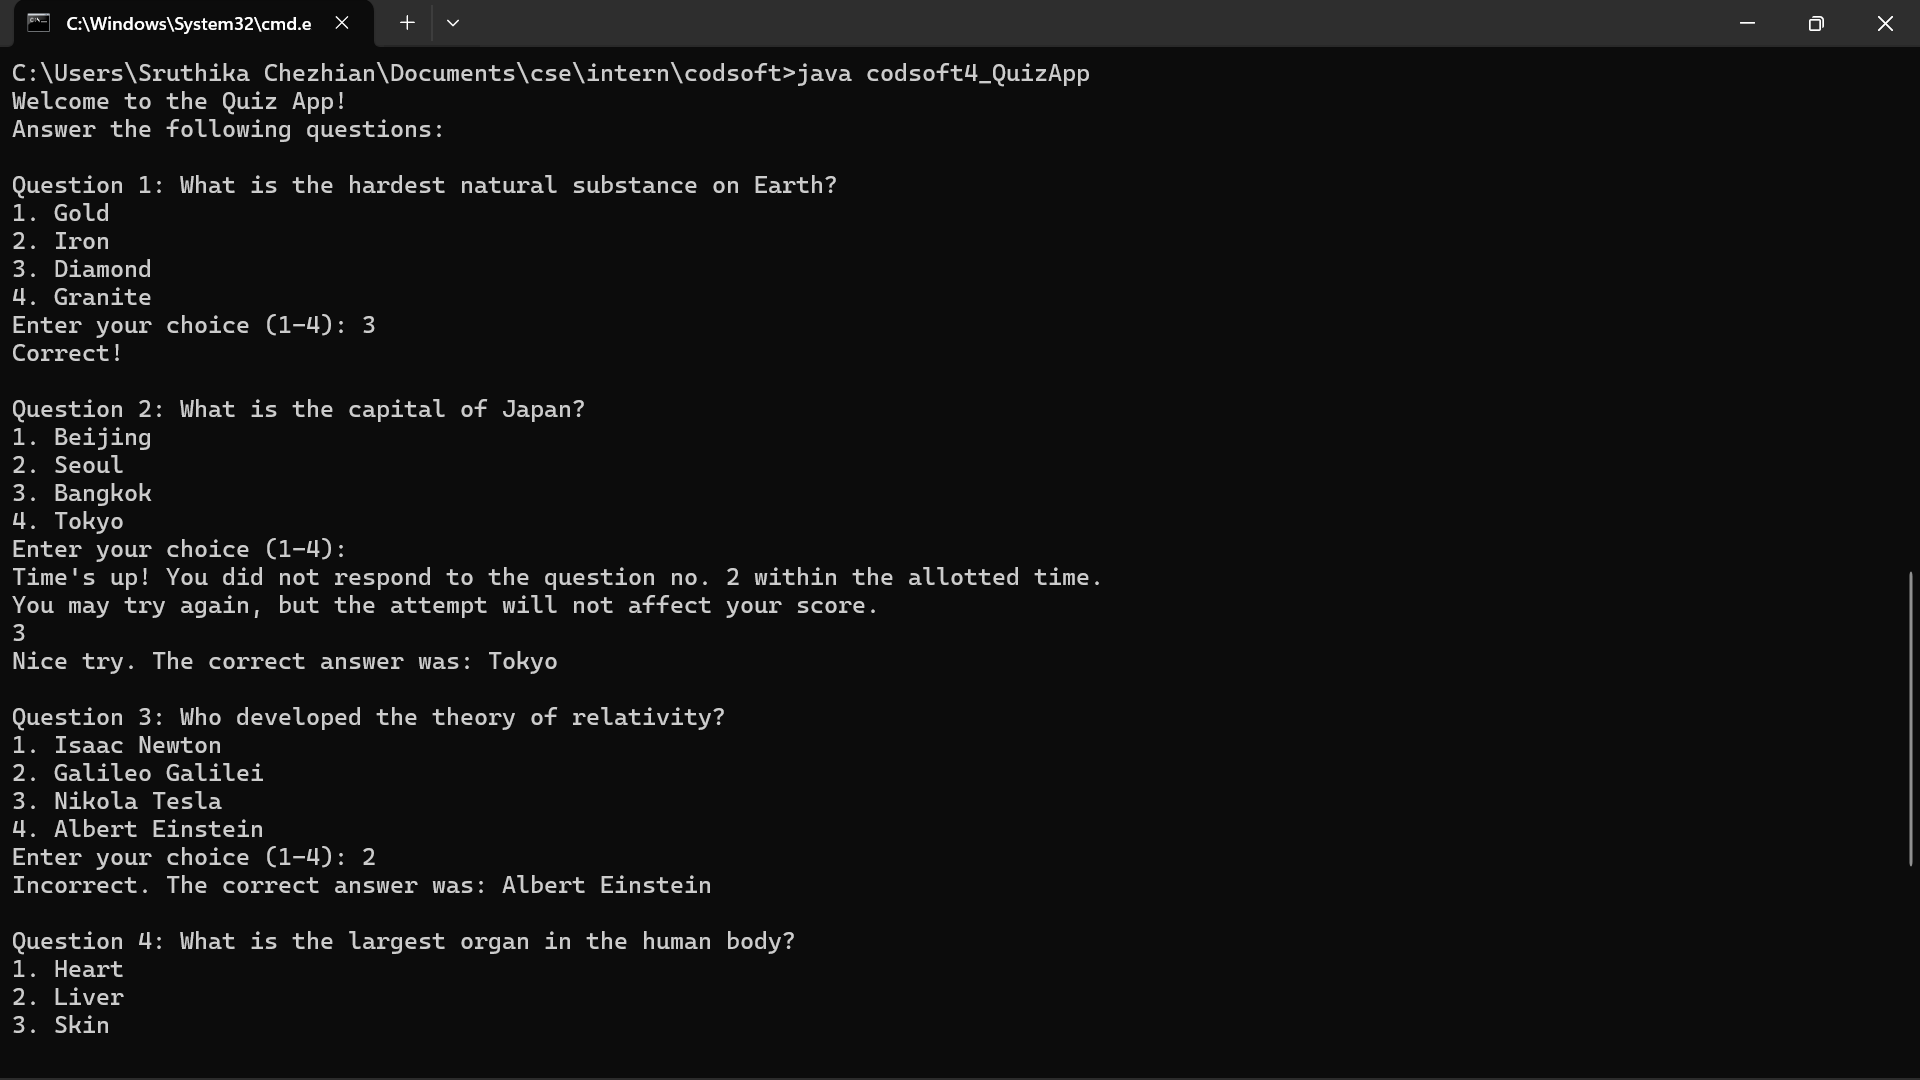 C:\Windows\System32\cmd.e
C:\Users\Sruthika Chezhian\Documents\cse\intern\codsoft>java codsoft4_QuizApp
Welcome to the Quiz App!
Answer the following questions:
Question 1: What is the hardest natural substance on Earth?
1. Gold
2. Iron
3. Diamond
4. Granite
Enter your choice (1-4): 3
Correct!
Question 2: What is the capital of Japan?
1. Beijing
2. Seoul
3. Bangkok
4. Tokyo
Enter your choice (1-4):
Time's up! You did not respond to the question no. 2 within the allotted time.
You may try again, but the attempt will not affect your score.
3
Nice try. The correct answer was: Tokyo
Question 3: Who developed the theory of relativity?
1. Isaac Newton
2. Galileo Galilei
3. Nikola Tesla
4. Albert Einstein
Enter your choice (1-4): 2
Incorrect. The correct answer was: Albert Einstein
Question 4: What is the largest organ in the human body?
1. Heart
2. Liver
3. Skin